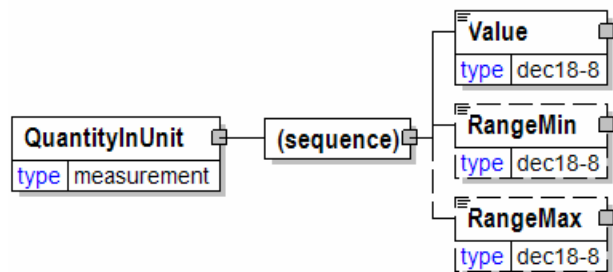 Value
type dec18-8
QuantityInUnit
type measurement
(sequence)
RangeMin
type dec18-8
RangeMax
type dec18-8